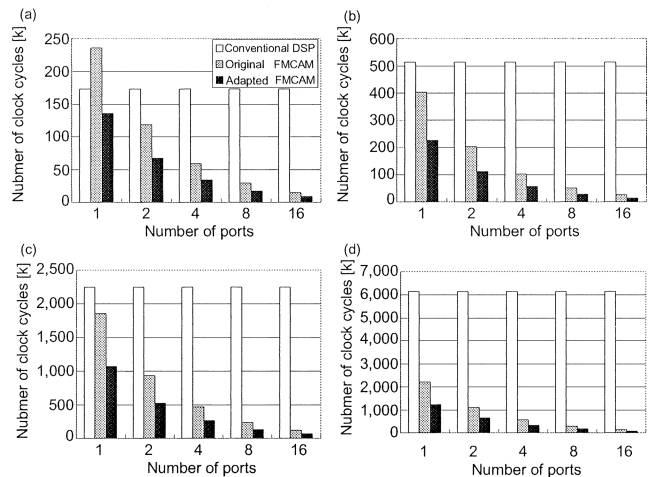 (a)
Nubmer of clock cycles [k]
250
200
150
100
50
0
Conventional DSP
Original FMCAM
Adapted FMCAM
1 2 4 8 16
Number of ports
(b)
Nubmer of clock cycles [k]
600
500
400
300
200
100
0
1 2 4 8 16
Number of ports
(c)
Nubmer of clock cycles [k]
2,500
2,000
1,500
1,000
500
0
1 2 4 8 16
Number of ports
(d)
Nubmer of clock cycles [k]
7,000
6,000
5,000
4,000
3,000
2,000
1,000
0
1 2 4 8 16
Number of ports